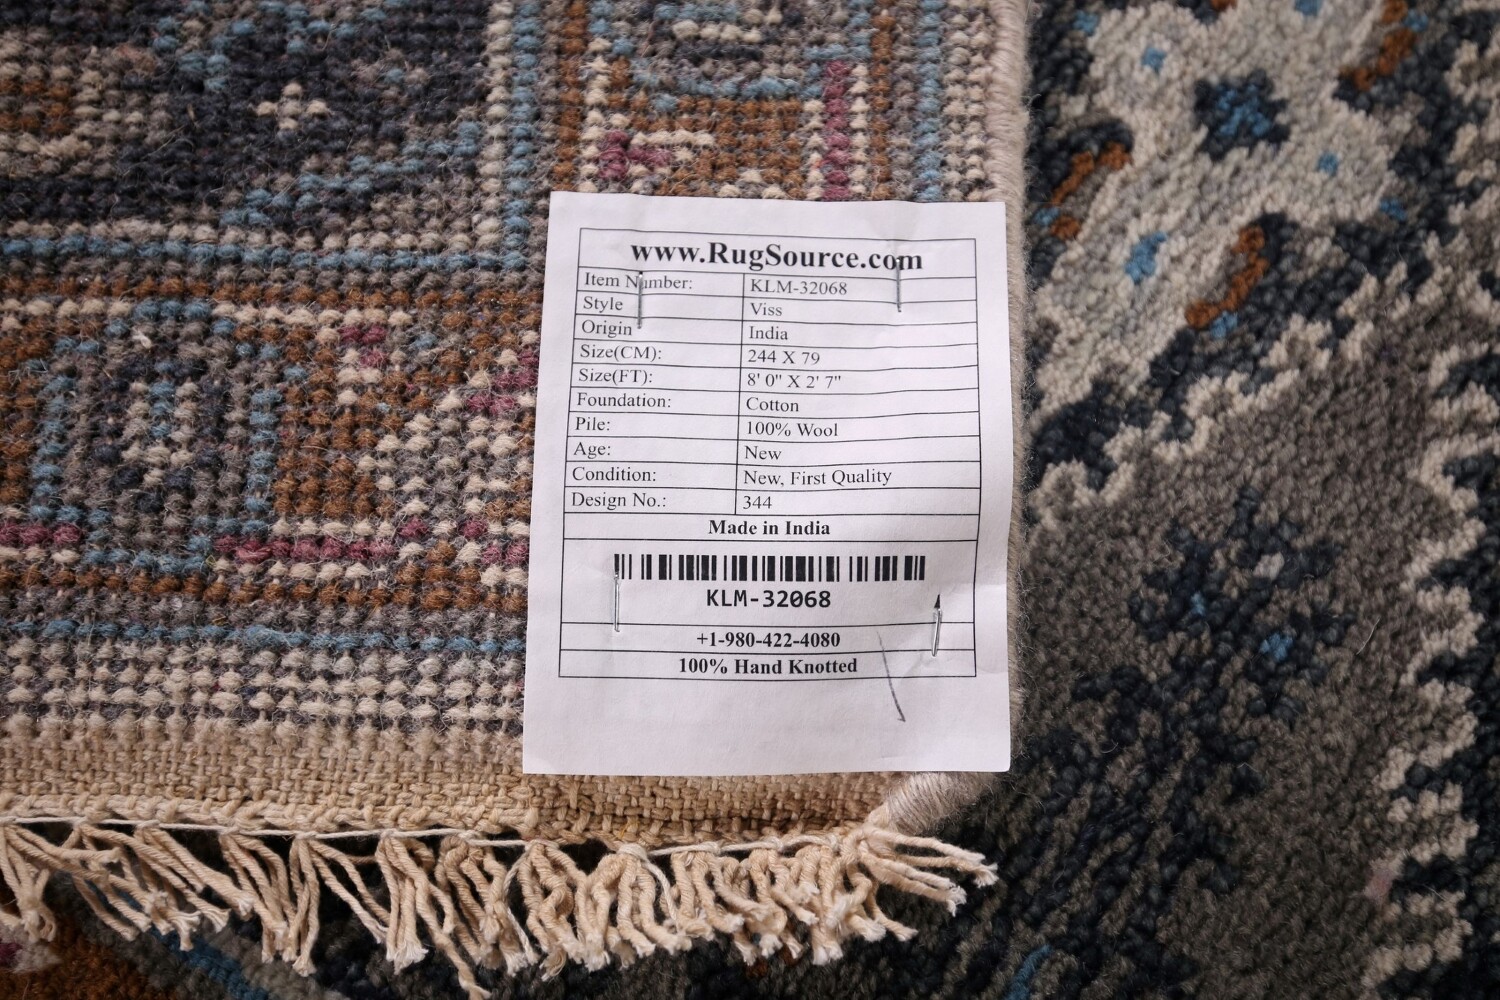 www.RugSource.com
Item Number: KLM-32068
Style Viss
Origin India
Size(CM): 244 X 79
Size(FT): 8' 0" X 2' 7"
Foundation: Cotton
Pile: 100% Wool
Age: New
Condition: New, First Quality
Design No.: 344
Made in India
KLM-32068
+1-980-422-4080
100% Hand Knotted